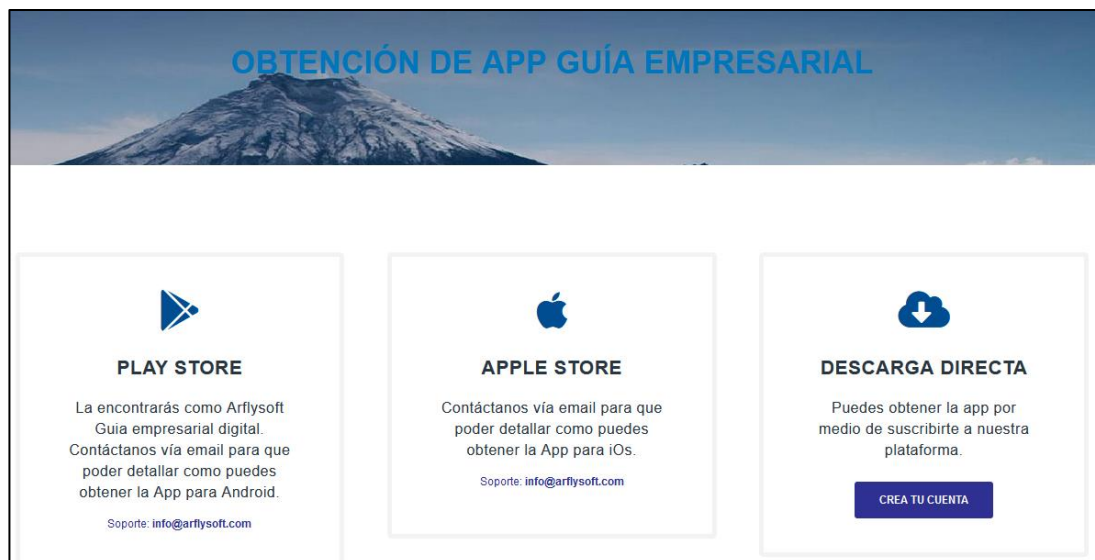 OBTENCIÓN DE APP GUÍA EMPRESARIAL
PLAY STORE
La encontrarás como Arflysoft
Guia empresarial digital.
Contáctanos vía email para que
poder detallar como puedes
obtener la App para Android.
Soporte: info@arflysoft.com
APPLE STORE
Contáctanos vía email para que
poder detallar como puedes
obtener la App para iOs.
Soporte: info@arflysoft.com
DESCARGA DIRECTA
Puedes obtener la app por
medio de suscribirte a nuestra
plataforma.
CREA TU CUENTA